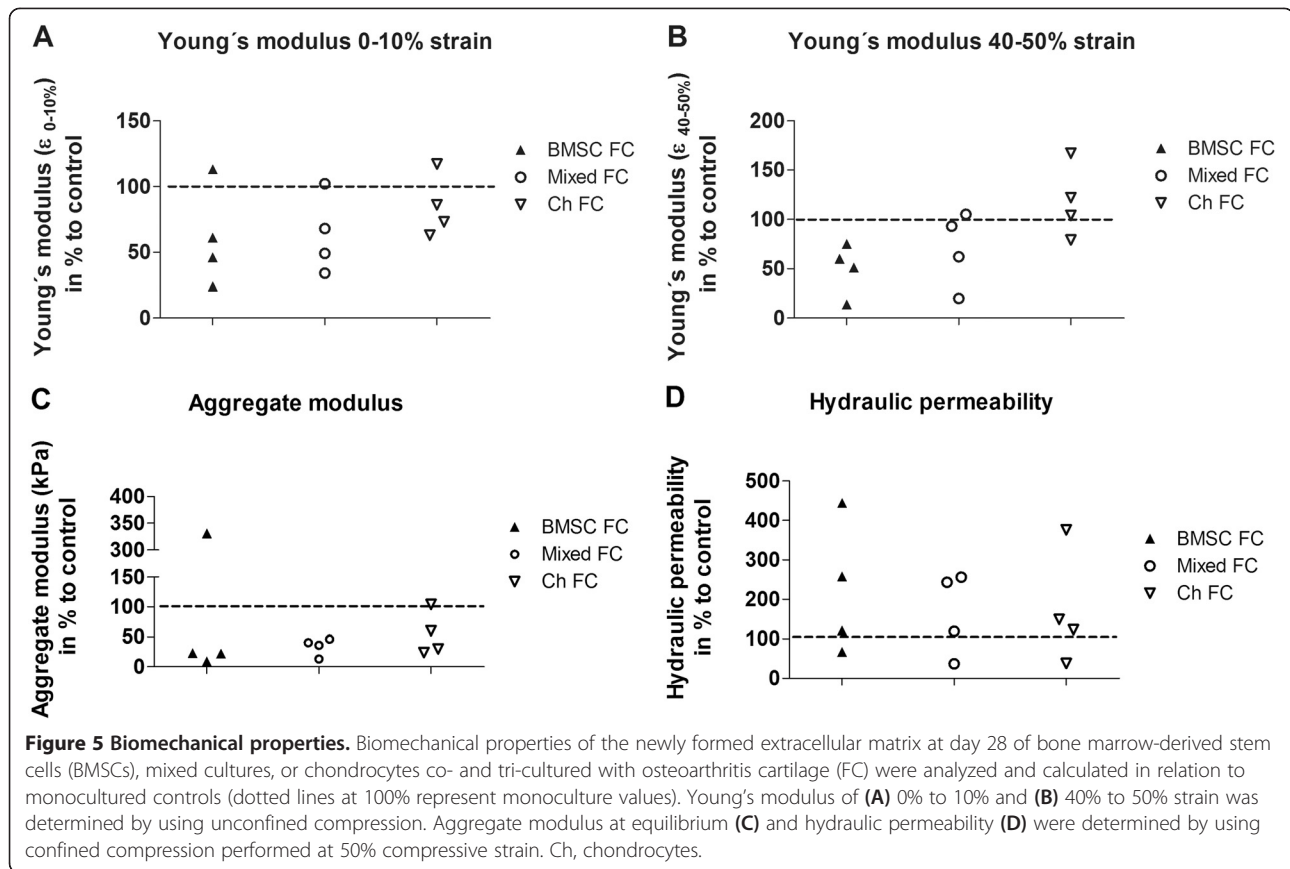 A
Young´s modulus 0-10% strain
Young´s modulus (ε 0-10%)
in % to control
150
100
50
0
BMSC FC
Mixed FC
Ch FC
B
Young´s modulus 40-50% strain
Young´s modulus (ε 40-50%)
in % to control
200
150
100
50
0
BMSC FC
Mixed FC
Ch FC
C
Aggregate modulus
Aggregate modulus (kPa)
in % to control
400
350
300
150
100
50
0
BMSC FC
Mixed FC
Ch FC
D
Hydraulic permeability
Hydraulic permeability
in % to control
500
400
300
200
100
0
BMSC FC
Mixed FC
Ch FC
Figure 5 Biomechanical properties. Biomechanical properties of the newly formed extracellular matrix at day 28 of bone marrow-derived stem
cells (BMSCs), mixed cultures, or chondrocytes co- and tri-cultured with osteoarthritis cartilage (FC) were analyzed and calculated in relation to
monocultured controls (dotted lines at 100% represent monoculture values). Young's modulus of (A) 0% to 10% and (B) 40% to 50% strain was
determined by using unconfined compression. Aggregate modulus at equilibrium (C) and hydraulic permeability (D) were determined by using
confined compression performed at 50% compressive strain. Ch, chondrocytes.